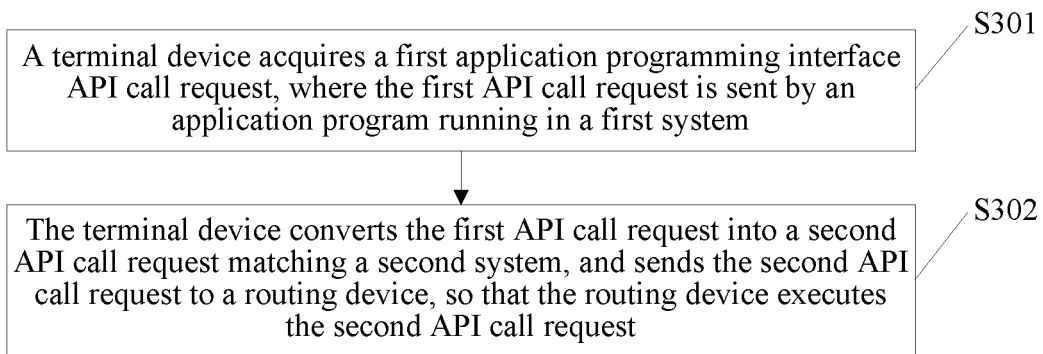 S301
A terminal device acquires a first application programming interface
API call request, where the first API call request is sent by an
application program running in a first system
S302
The terminal device converts the first API call request into a second
API call request matching a second system, and sends the second API
call request to a routing device, so that the routing device executes
the second API call request